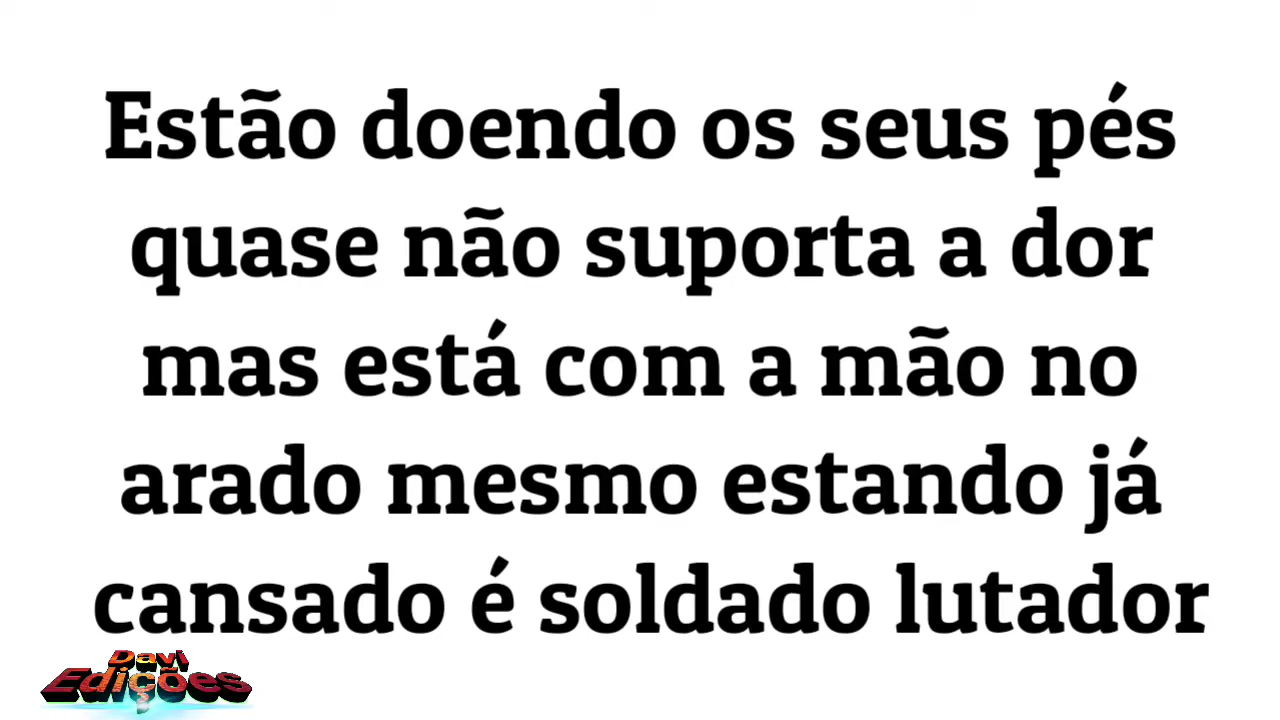 Estão doendo os seus pés
quase não suporta a dor
mas está com a mão no
arado mesmo estando já
cansado é soldado lutador
Davi
Edições